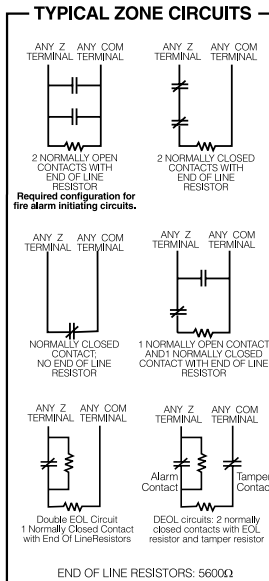 TYPICAL ZONE CIRCUITS
ANY Z TERMINAL
ANY COM TERMINAL
2 NORMALLY OPEN
CONTACTS WITH
END OF LINE
RESISTOR
Required configuration for
fire alarm initiating circuits.
ANY Z TERMINAL
ANY COM TERMINAL
2 NORMALLY CLOSED
CONTACTS WITH
END OF LINE
RESISTOR
ANY Z TERMINAL
ANY COM TERMINAL
NORMALLY CLOSED
CONTACT;
NO END OF LINE
RESISTOR
ANY Z TERMINAL
ANY COM TERMINAL
1 NORMALLY OPEN CONTACT
AND1 NORMALLY CLOSED
CONTACT WITH END OF LINE
RESISTOR
ANY Z TERMINAL
ANY COM TERMINAL
Double EOL Circuit
1 Normally Closed Contact
with End Of LineResistors
ANY Z TERMINAL
ANY COM TERMINAL
Alarm
Contact
Tamper
Contact
DEOL circuits: 2 normally
closed contacts with EOL
resistor and tamper resistor
END OF LINE RESISTORS: 5600Ω